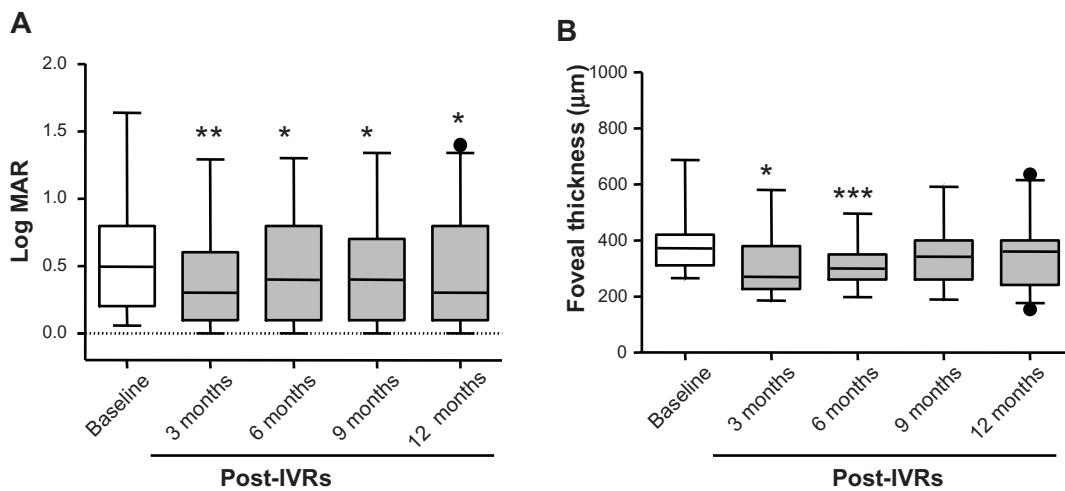 A
Log MAR
2.0
1.5
1.0
0.5
0.0
**
*
*
*
Baseline
3 months
6 months
9 months
12 months
Post-IVRs
B
Foveal thickness (μm)
1000
800
600
400
200
0
*
***
Baseline
3 months
6 months
9 months
12 months
Post-IVRs